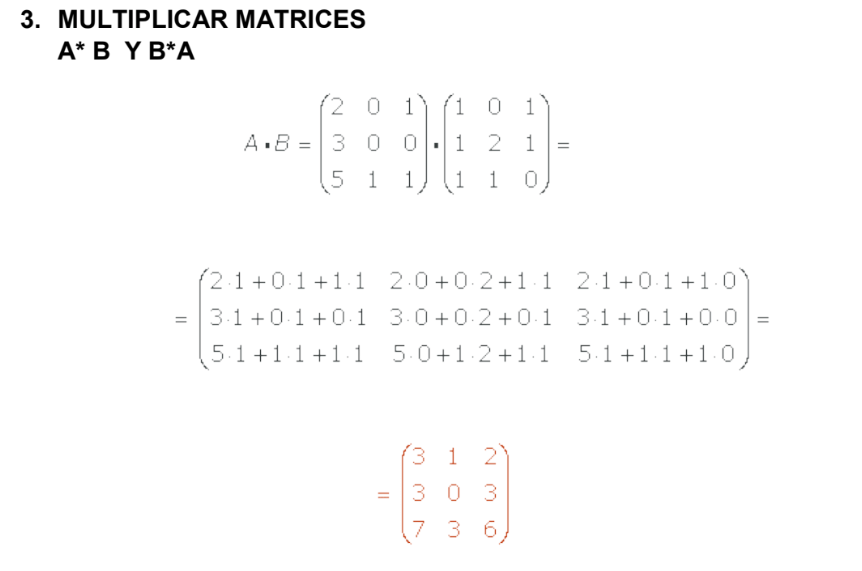 3. MULTIPLICAR MATRICES
A* B Y B*A
2 0 1 1 0 1
A·B = 3 0 0 · 1 2 1 =
5 1 1 1 1 0
2·1+0·1+1·1 2·0+0·2+1·1 2·1+0·1+1·0
= 3·1+0·1+0·1 3·0+0·2+0·1 3·1+0·1+0·0 =
5·1+1·1+1·1 5·0+1·2+1·1 5·1+1·1+1·0
3 1 2
= 3 0 3
7 3 6